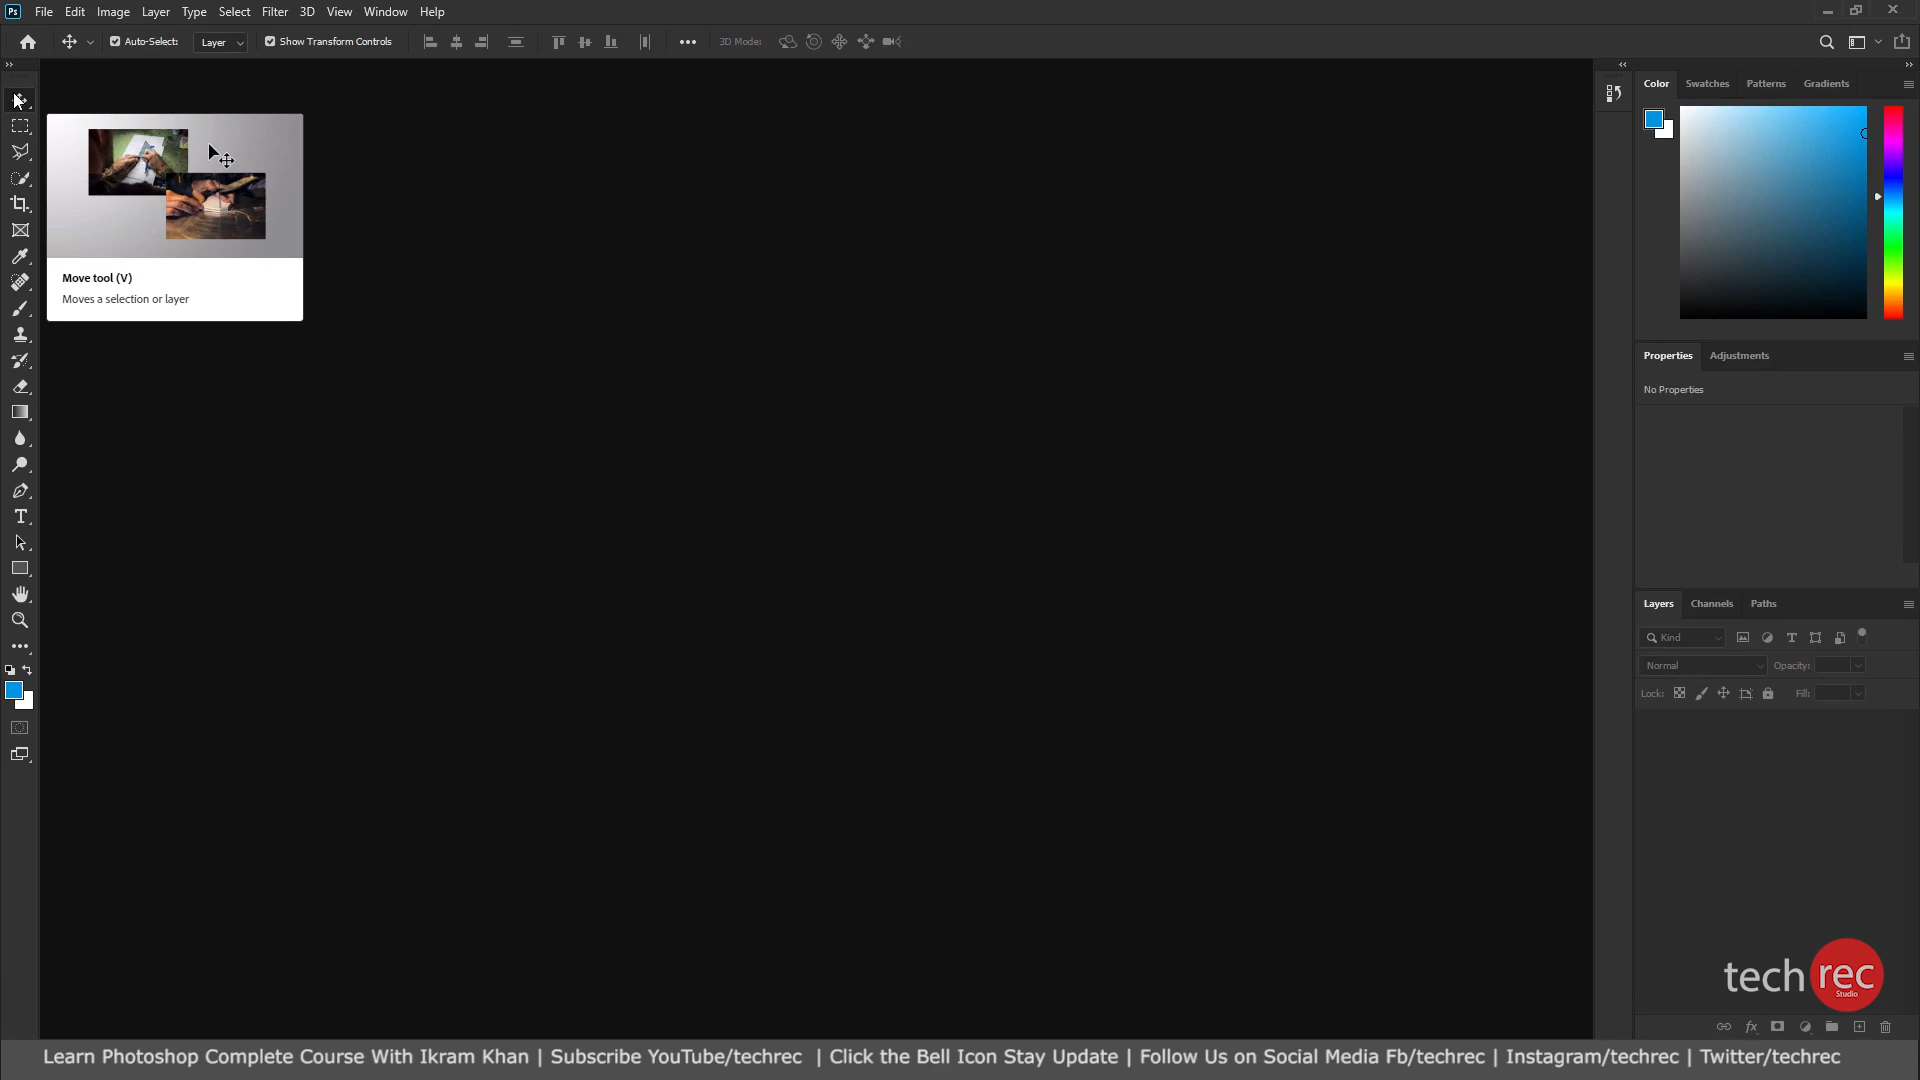 Ps File Edit Image Layer Type Select Filter 3D View Window Help
Auto-Select: Layer Show Transform Controls 3D Mode:
Color Swatches Patterns Gradients
Move tool (V)
Moves a selection or layer
Properties Adjustments
No Properties
Layers Channels Paths
Kind
Normal Opacity:
Lock: Fill:
tech rec
Studio
Learn Photoshop Complete Course With Ikram Khan | Subscribe YouTube/techrec | Click the Bell Icon Stay Update | Follow Us on Social Media Fb/techrec | Instagram/techrec | Twitter/techrec